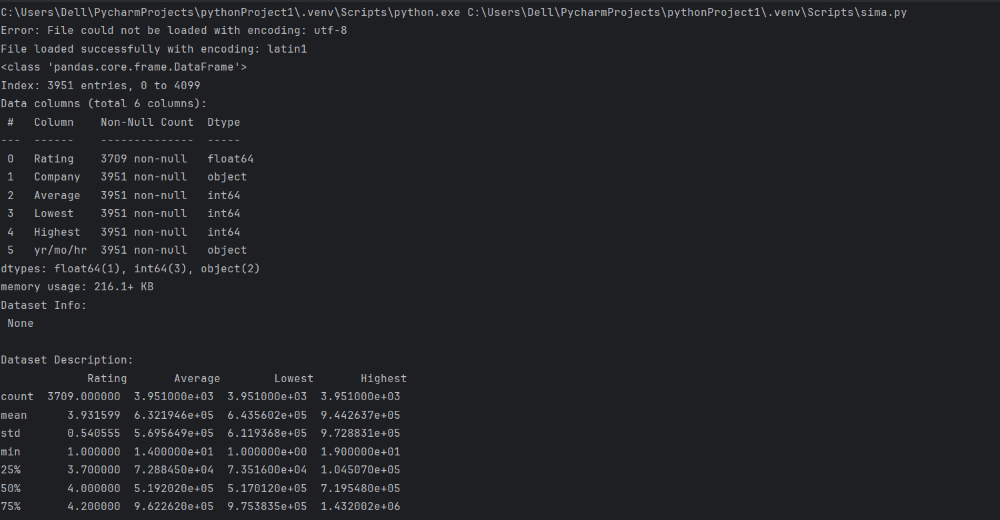 C:\Users\Dell\PycharmProjects\pythonProject1\.venv\Scripts\python.exe C:\Users\Dell\PycharmProjects\pythonProject1\.venv\Scripts\sima.py
Error: File could not be loaded with encoding: utf-8
File loaded successfully with encoding: latin1
<class 'pandas.core.frame.DataFrame'>
Index: 3951 entries, 0 to 4099
Data columns (total 6 columns):
 #   Column    Non-Null Count  Dtype
---  ------    --------------  -----
 0   Rating    3709 non-null   float64
 1   Company   3951 non-null   object
 2   Average   3951 non-null   int64
 3   Lowest    3951 non-null   int64
 4   Highest   3951 non-null   int64
 5   yr/mo/hr  3951 non-null   object
dtypes: float64(1), int64(3), object(2)
memory usage: 216.1+ KB
Dataset Info:
 None

Dataset Description:
             Rating       Average        Lowest       Highest
count  3709.000000  3.951000e+03  3.951000e+03  3.951000e+03
mean      3.931599  6.321946e+05  6.435602e+05  9.442637e+05
std       0.540555  5.695649e+05  6.119368e+05  9.728831e+05
min       1.000000  1.400000e+01  1.000000e+00  1.900000e+01
25%       3.700000  7.288450e+04  7.351600e+04  1.045070e+05
50%       4.000000  5.192020e+05  5.170120e+05  7.195480e+05
75%       4.200000  9.622620e+05  9.753835e+05  1.432002e+06